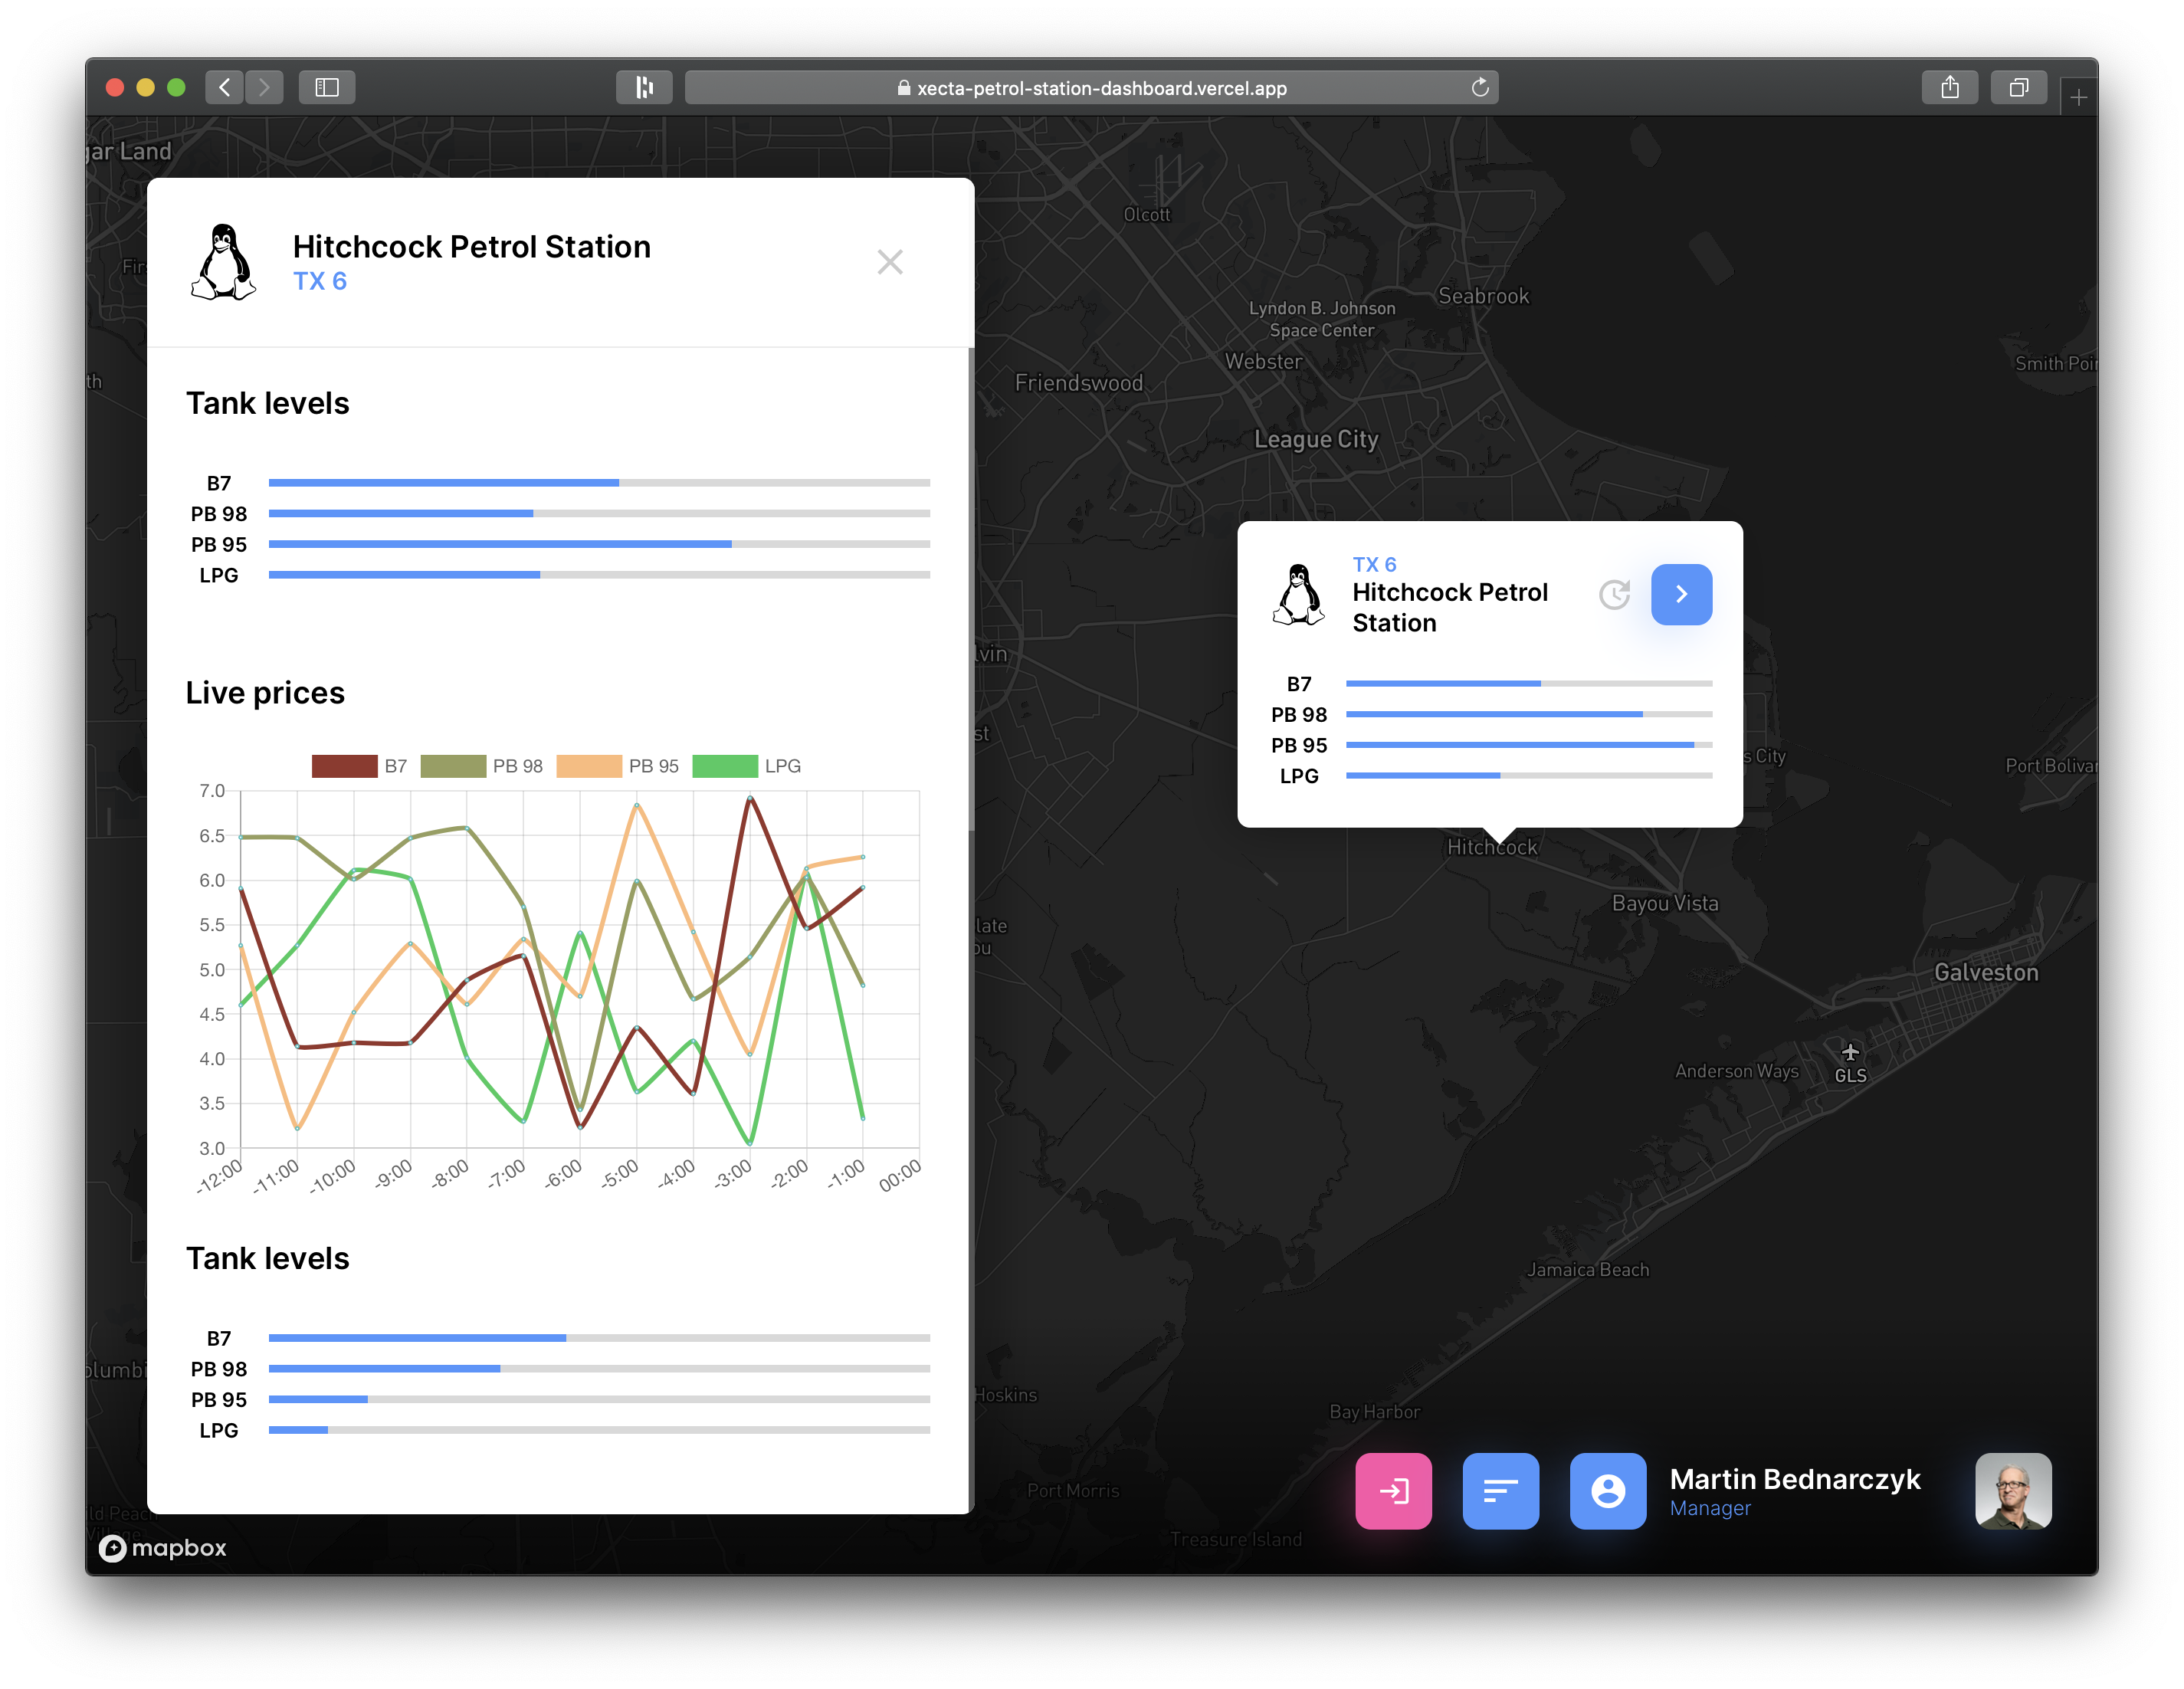 xecta-petrol-station-dashboard.vercel.app
Hitchcock Petrol Station
TX 6
Tank levels
B7
PB 98
PB 95
LPG
Live prices
B7 PB 98 PB 95 LPG
7.0
6.5
6.0
5.5
5.0
4.5
4.0
3.5
3.0
-12:00 -11:00 -10:00 -9:00 -8:00 -7:00 -6:00 -5:00 -4:00 -3:00 -2:00 -1:00 00:00
Tank levels
B7
PB 98
PB 95
LPG
mapbox
Olcott
Seabrook
Lyndon B. Johnson
Space Center
Webster
Friendswood
Smith Poin
League City
TX 6
Hitchcock Petrol
Station
B7
PB 98
PB 95
LPG
s City
Port Bolivar
Hitchcock
Bayou Vista
Galveston
Anderson Ways
GLS
Jamaica Beach
Hoskins
Bay Harbor
Port Morris
Treasure Island
Martin Bednarczyk
Manager